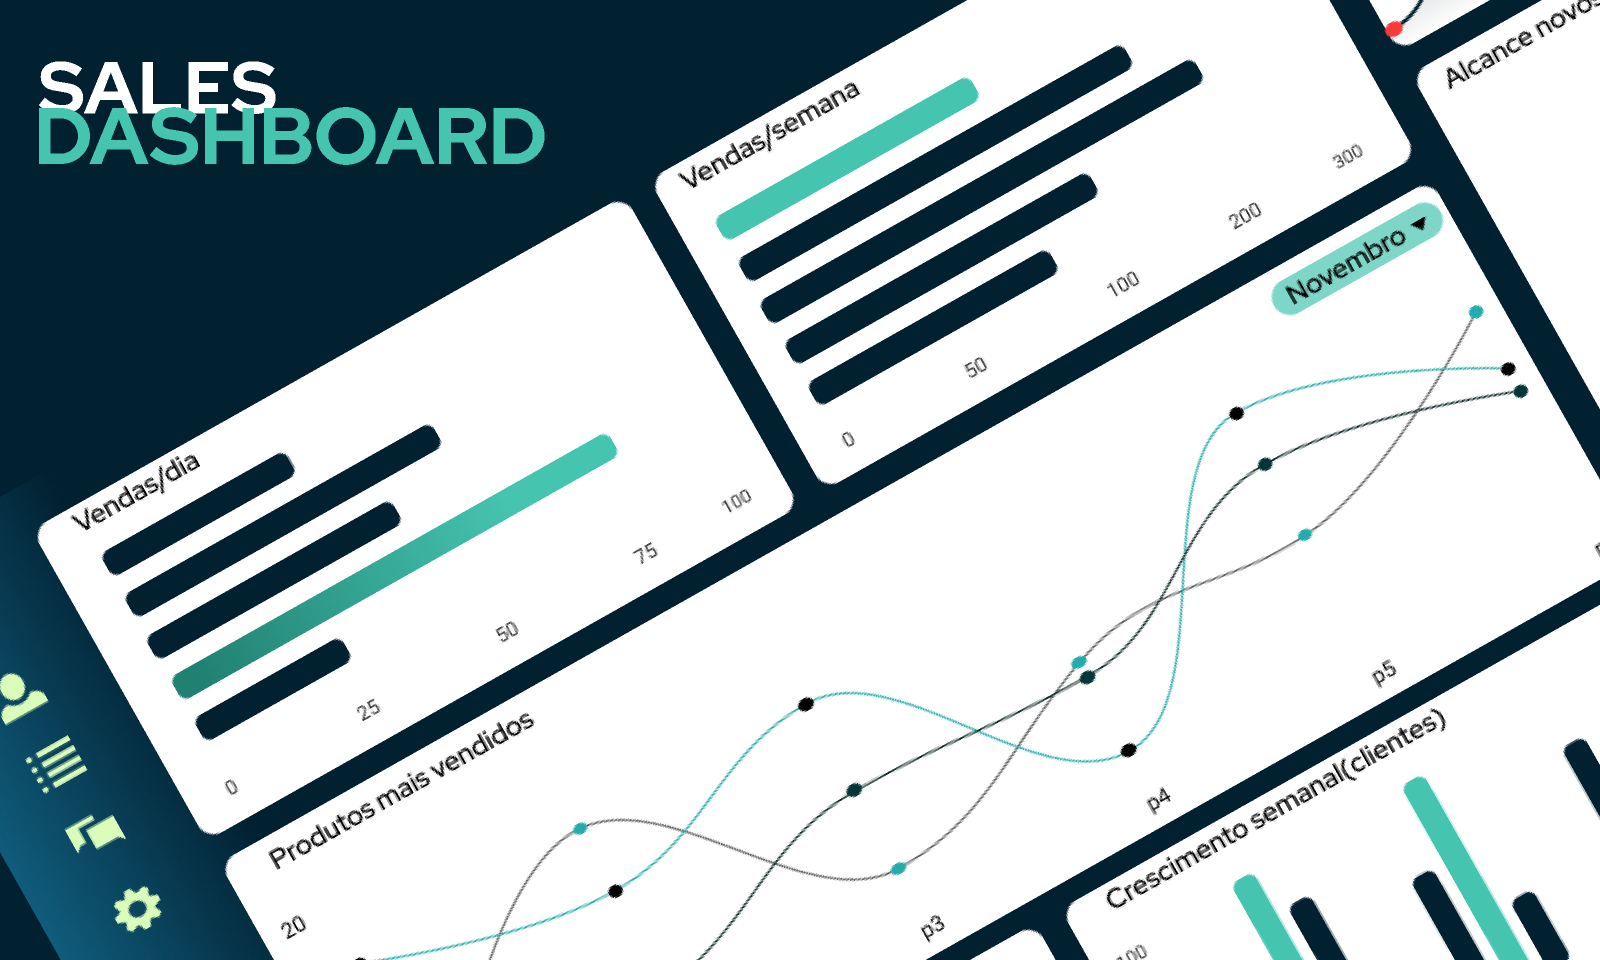 SALES
DASHBOARD
Vendas/semana
0
50
100
200
300
Alcance novos
Vendas/dia
0
25
50
75
100
Novembro
Produtos mais vendidos
20
p3
p4
p5
Crescimento semanal(clientes)
100